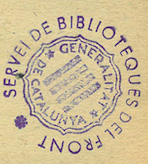 SERVEI DE BIBLIOTEQUES DEL FRONT
GENERALITAT
DE CATALUNYA